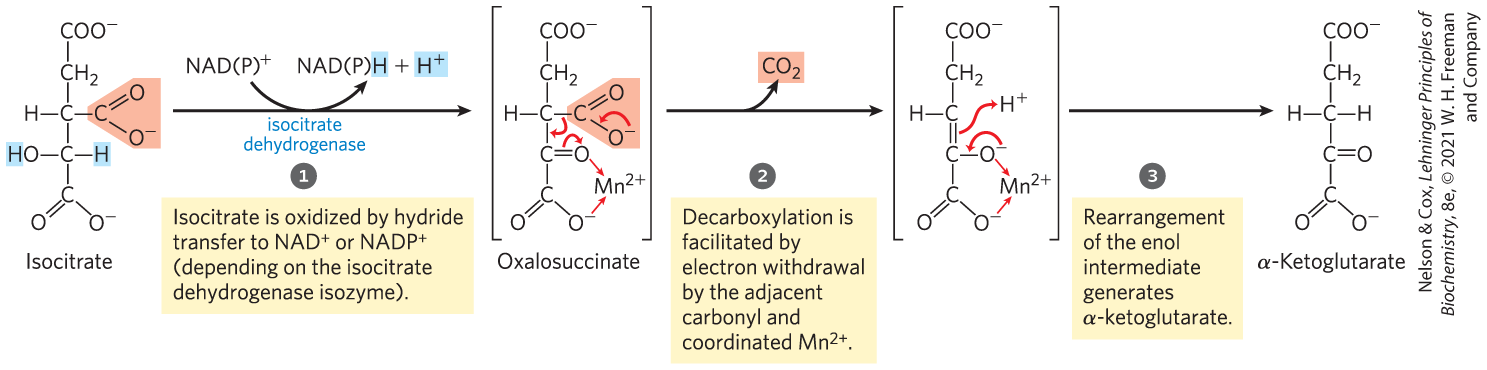 COO⁻
CH₂
H–C–C
O
O⁻
HO–C–H
C
O
O⁻
Isocitrate
NAD(P)⁺
NAD(P)H + H⁺
isocitrate
dehydrogenase
1
Isocitrate is oxidized by hydride
transfer to NAD⁺ or NADP⁺
(depending on the isocitrate
dehydrogenase isozyme).
COO⁻
CH₂
H–C–C
O
O⁻
C=O
Mn²⁺
C
O
O⁻
Oxalosuccinate
CO₂
2
Decarboxylation is
facilitated by
electron withdrawal
by the adjacent
carbonyl and
coordinated Mn²⁺.
COO⁻
CH₂
H–C
H⁺
C–O⁻
Mn²⁺
C
O
O⁻
3
Rearrangement
of the enol
intermediate
generates
α-ketoglutarate.
COO⁻
CH₂
H–C–H
C=O
C
O
O⁻
α-Ketoglutarate
Nelson & Cox, Lehninger Principles of
Biochemistry, 8e, © 2021 W. H. Freeman
and Company